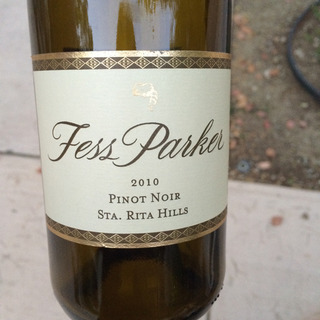 Fess Parker
2010
PINOT NOIR
STA. RITA HILLS